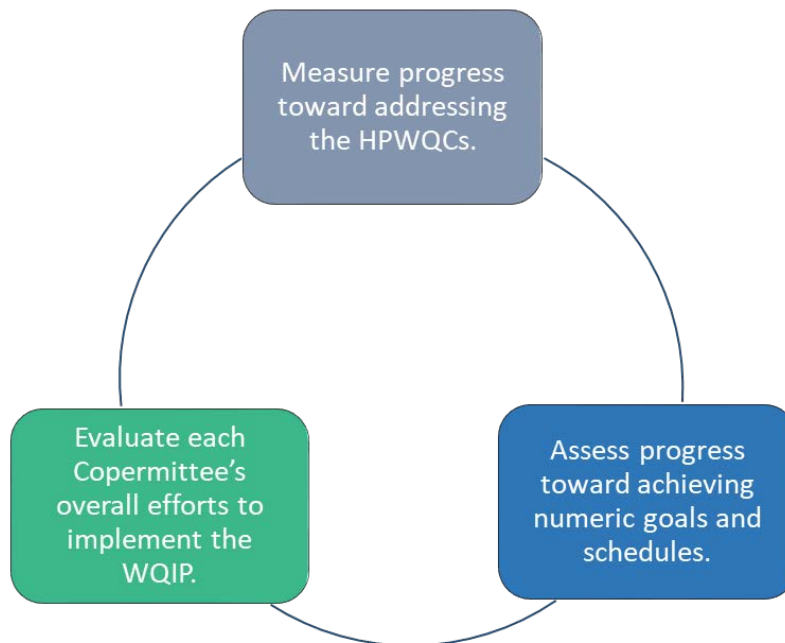 Measure progress
toward addressing
the HPWQCs.
Evaluate each
Copermittee's
overall efforts to
implement the
WQIP.
Assess progress
toward achieving
numeric goals and
schedules.